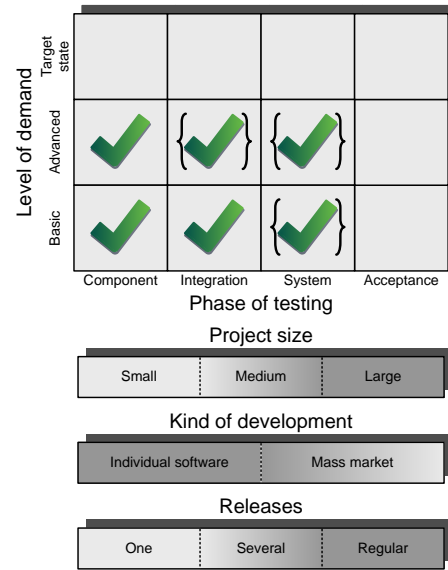 Level of demand
Target
state
Advanced
Basic
Component Integration System Acceptance
Phase of testing
Project size
Small Medium Large
Kind of development
Individual software Mass market
Releases
One Several Regular